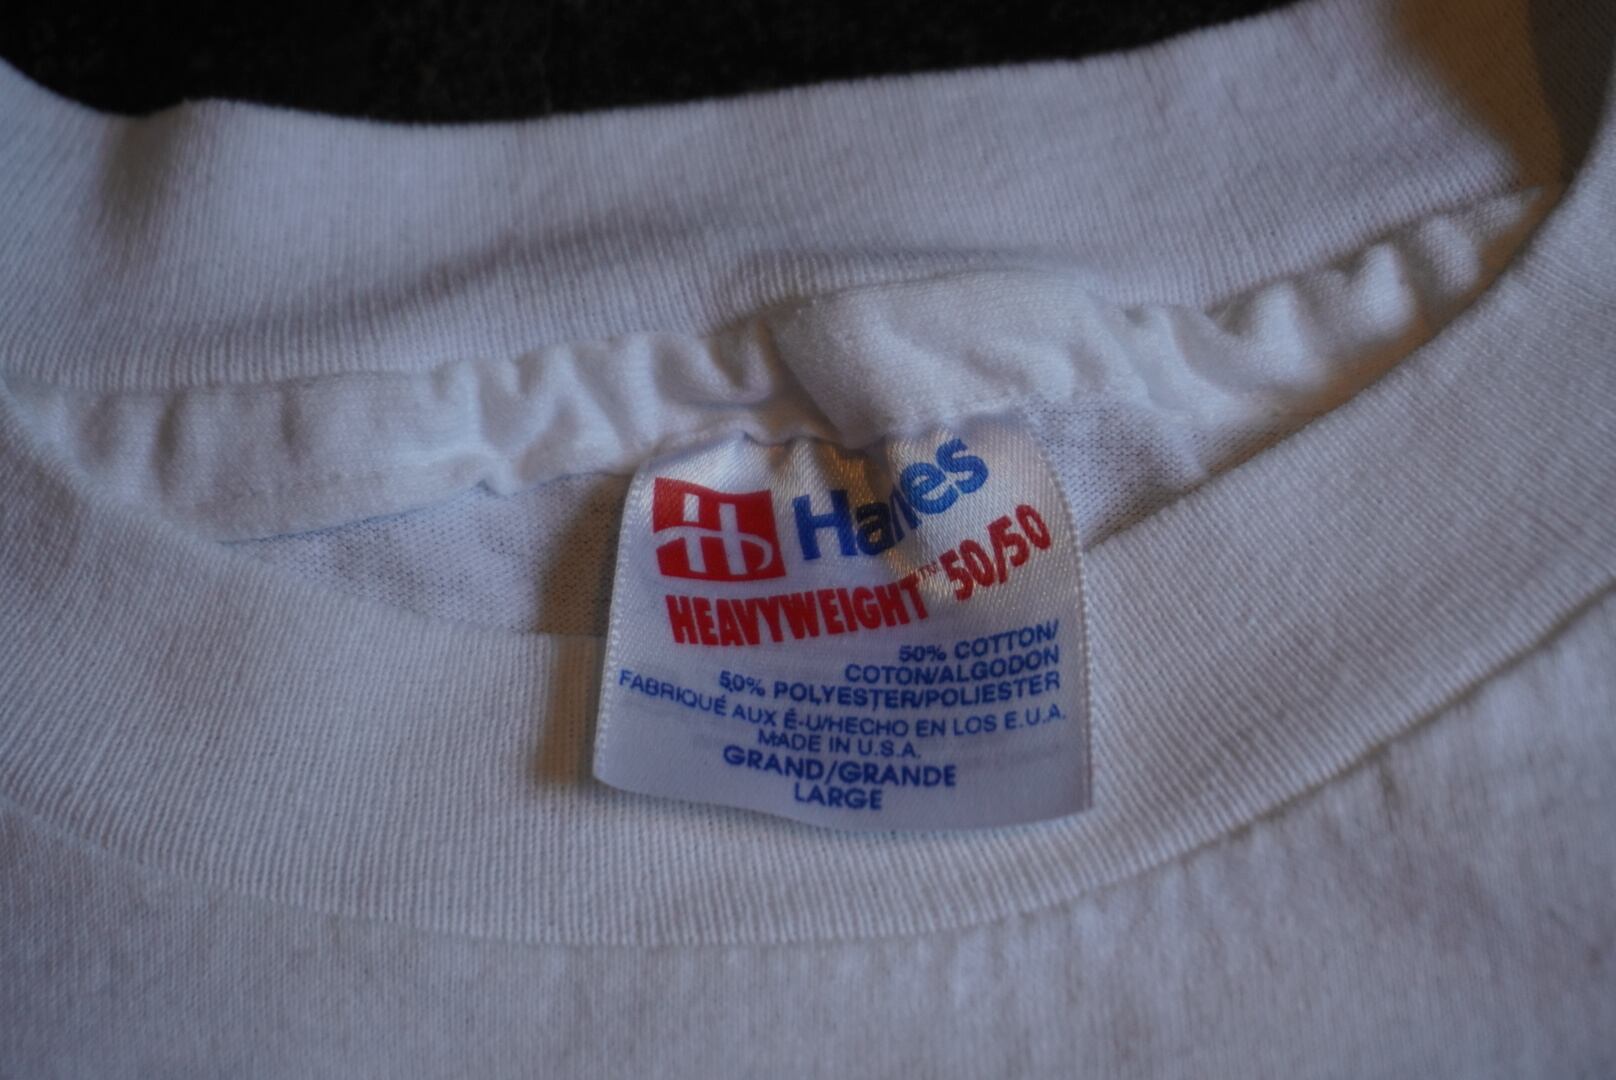 Hanes
HEAVYWEIGHT™ 50/50
50% COTTON/
COTON/ALGODON
50% POLYESTER/POLIESTER
FABRIQUÉ AUX É-U/HECHO EN LOS E.U.A.
MADE IN U.S.A.
GRAND/GRANDE
LARGE